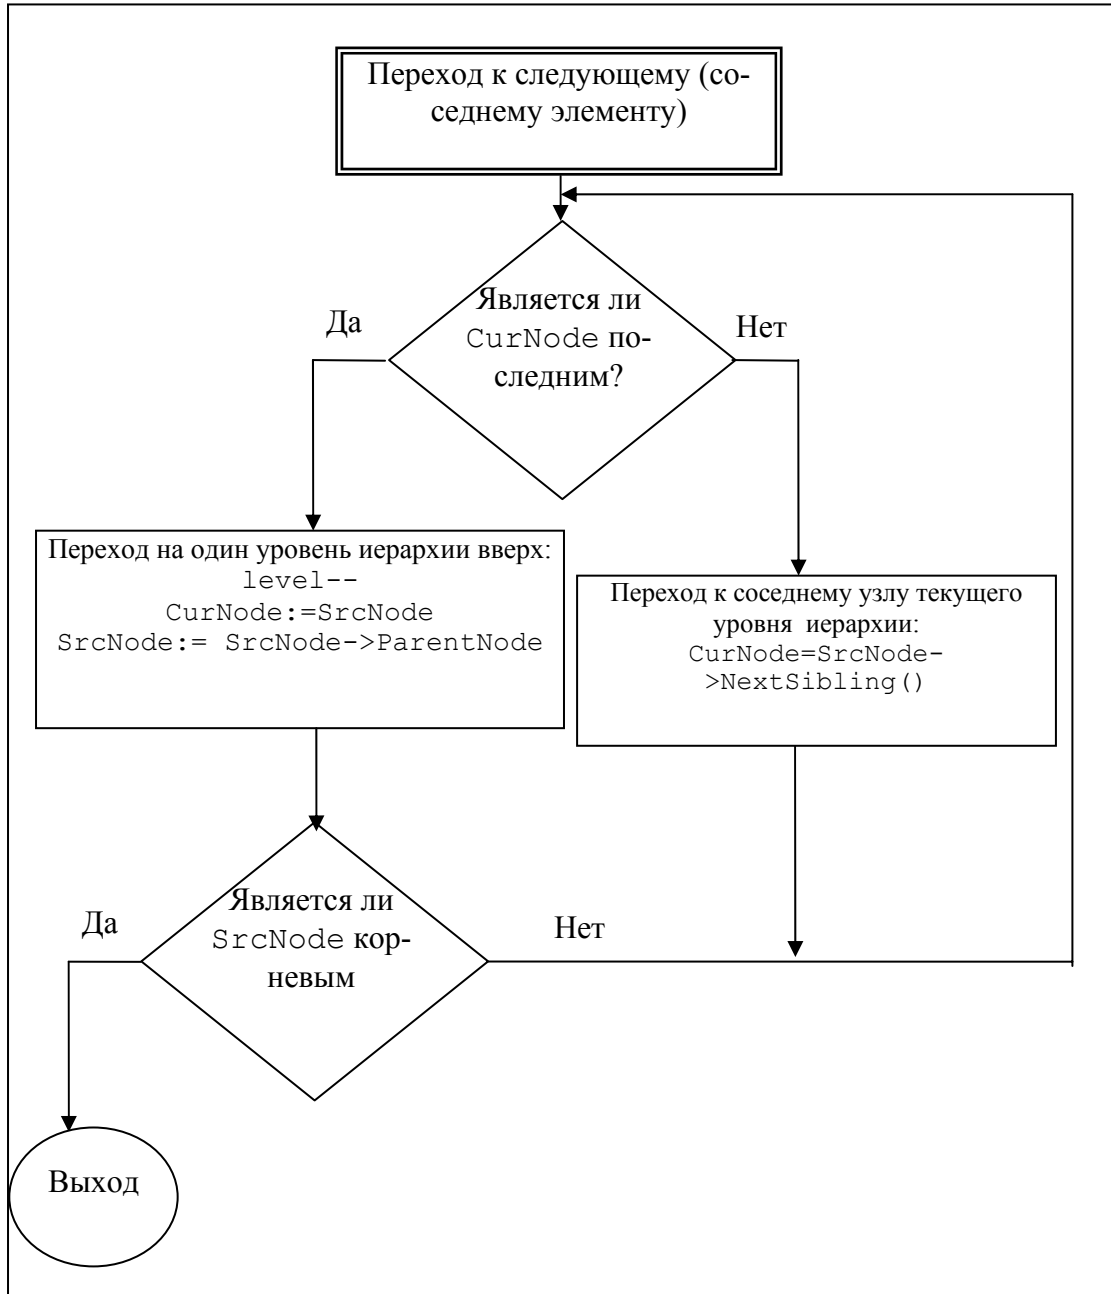 Переход к следующему (со-
седнему элементу)
Является ли
CurNode по-
следним?
Да
Нет
Переход на один уровень иерархии вверх:
level--
CurNode:=SrcNode
SrcNode:= SrcNode->ParentNode
Переход к соседнему узлу текущего
уровня иерархии:
CurNode=SrcNode-
>NextSibling()
Является ли
SrcNode кор-
невым
Да
Нет
Выход